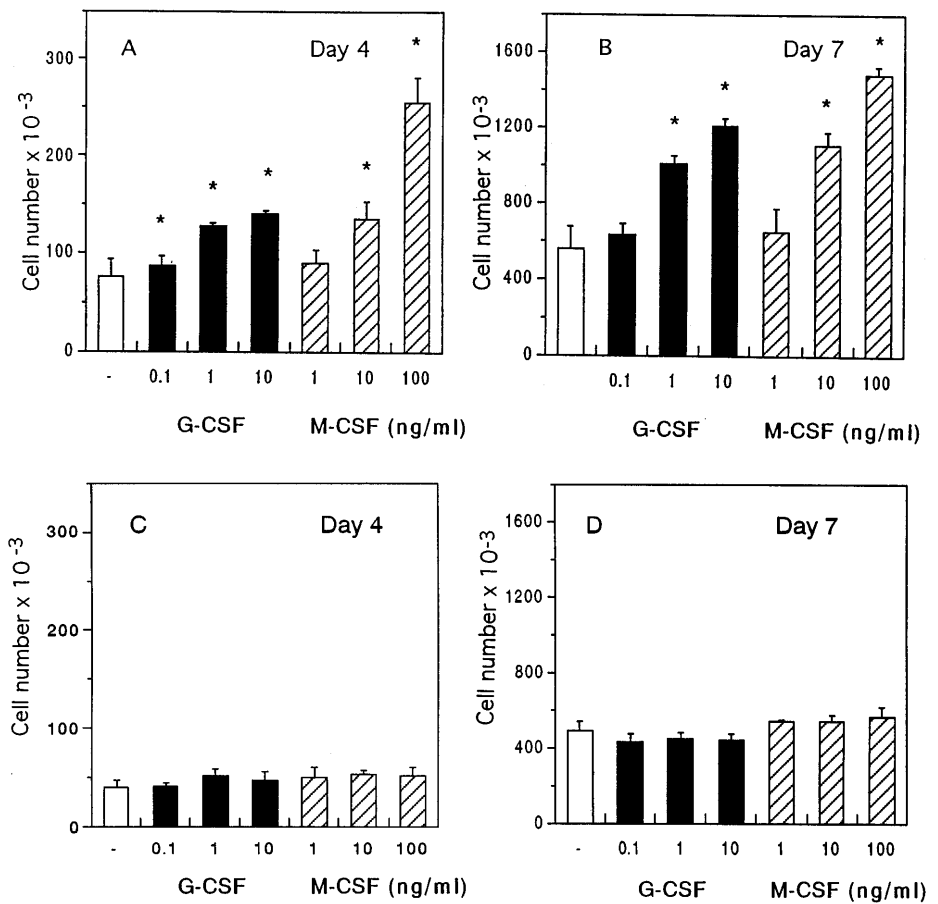 A Day 4
Cell number x 10-3
300
200
100
0
- 0.1 1 10 1 10 100
G-CSF M-CSF (ng/ml)
* * * * *
B Day 7
Cell number x 10-3
1600
1200
800
400
0
- 0.1 1 10 1 10 100
G-CSF M-CSF (ng/ml)
* * * *
C Day 4
Cell number x 10-3
300
200
100
0
- 0.1 1 10 1 10 100
G-CSF M-CSF (ng/ml)
D Day 7
Cell number x 10-3
1600
1200
800
400
0
- 0.1 1 10 1 10 100
G-CSF M-CSF (ng/ml)